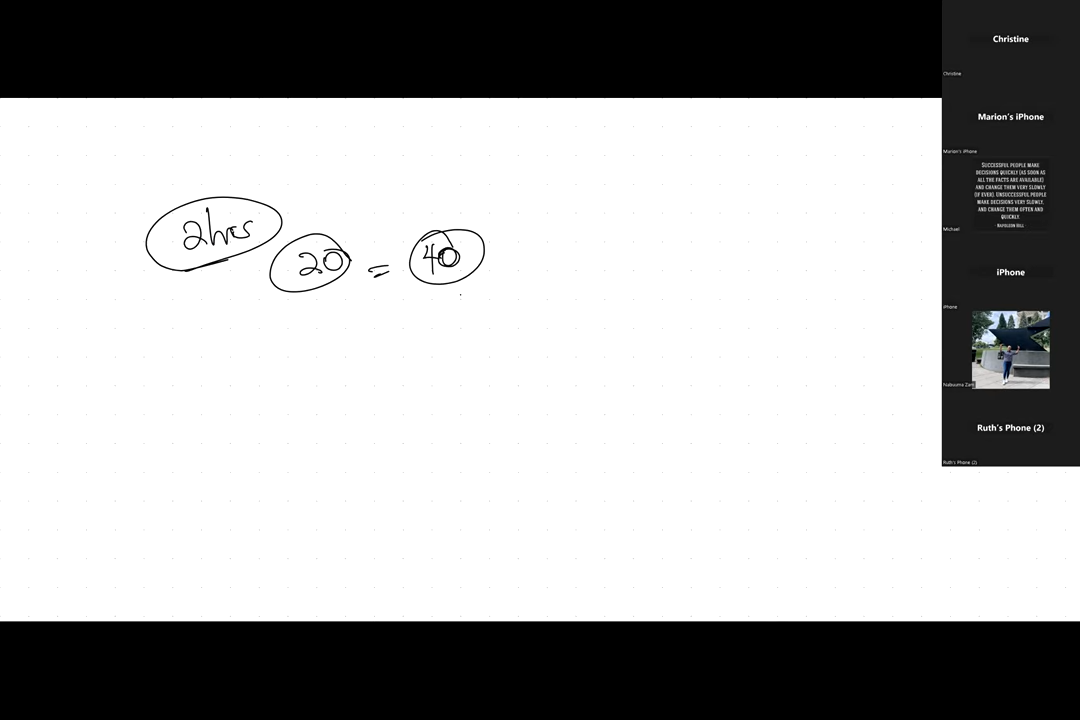 2hrs 20 = 40
Christine
Christine
Marion's iPhone
Marion's iPhone
SUCCESSFUL PEOPLE MAKE
DECISIONS QUICKLY (AS SOON AS
ALL THE FACTS ARE AVAILABLE)
AND CHANGE THEM VERY SLOWLY
(IF EVER). UNSUCCESSFUL PEOPLE
MAKE DECISIONS VERY SLOWLY,
AND CHANGE THEM OFTEN AND
QUICKLY.
- NAPOLEON HILL -
Michael
iPhone
iPhone
Nabuuma Zam
Ruth's Phone (2)
Ruth's Phone (2)